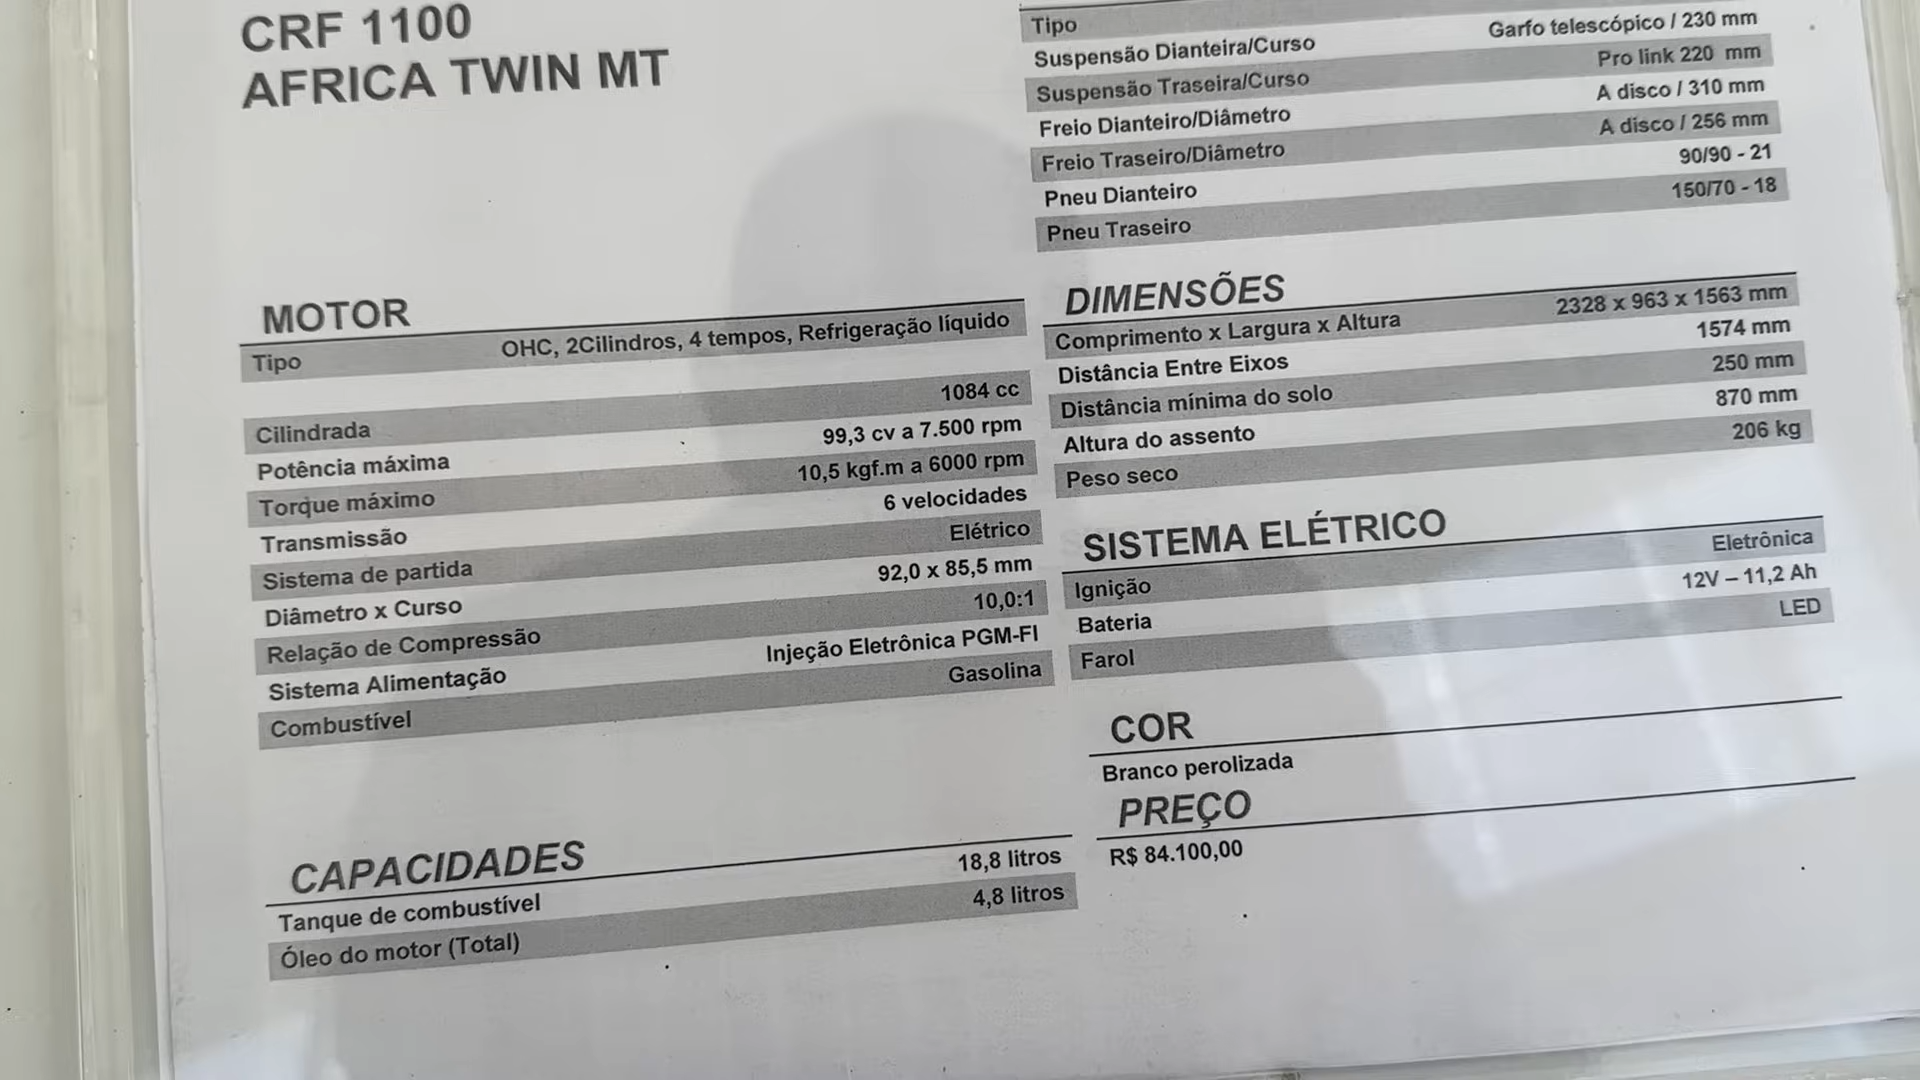 CRF 1100
AFRICA TWIN MT
MOTOR
Tipo OHC, 2Cilindros, 4 tempos, Refrigeração líquido
Cilindrada 1084 cc
Potência máxima 99,3 cv a 7.500 rpm
Torque máximo 10,5 kgf.m a 6000 rpm
Transmissão 6 velocidades
Sistema de partida Elétrico
Diâmetro x Curso 92,0 x 85,5 mm
Relação de Compressão 10,0:1
Sistema Alimentação Injeção Eletrônica PGM-FI
Combustível Gasolina
CAPACIDADES
Tanque de combustível 18,8 litros
Óleo do motor (Total) 4,8 litros
Tipo
Suspensão Dianteira/Curso Garfo telescópico / 230 mm
Suspensão Traseira/Curso Pro link 220 mm
Freio Dianteiro/Diâmetro A disco / 310 mm
Freio Traseiro/Diâmetro A disco / 256 mm
Pneu Dianteiro 90/90 - 21
Pneu Traseiro 150/70 - 18
DIMENSÕES
Comprimento x Largura x Altura 2328 x 963 x 1563 mm
Distância Entre Eixos 1574 mm
Distância mínima do solo 250 mm
Altura do assento 870 mm
Peso seco 206 kg
SISTEMA ELÉTRICO
Ignição Eletrônica
Bateria 12V – 11,2 Ah
Farol LED
COR
Branco perolizada
PREÇO
R$ 84.100,00